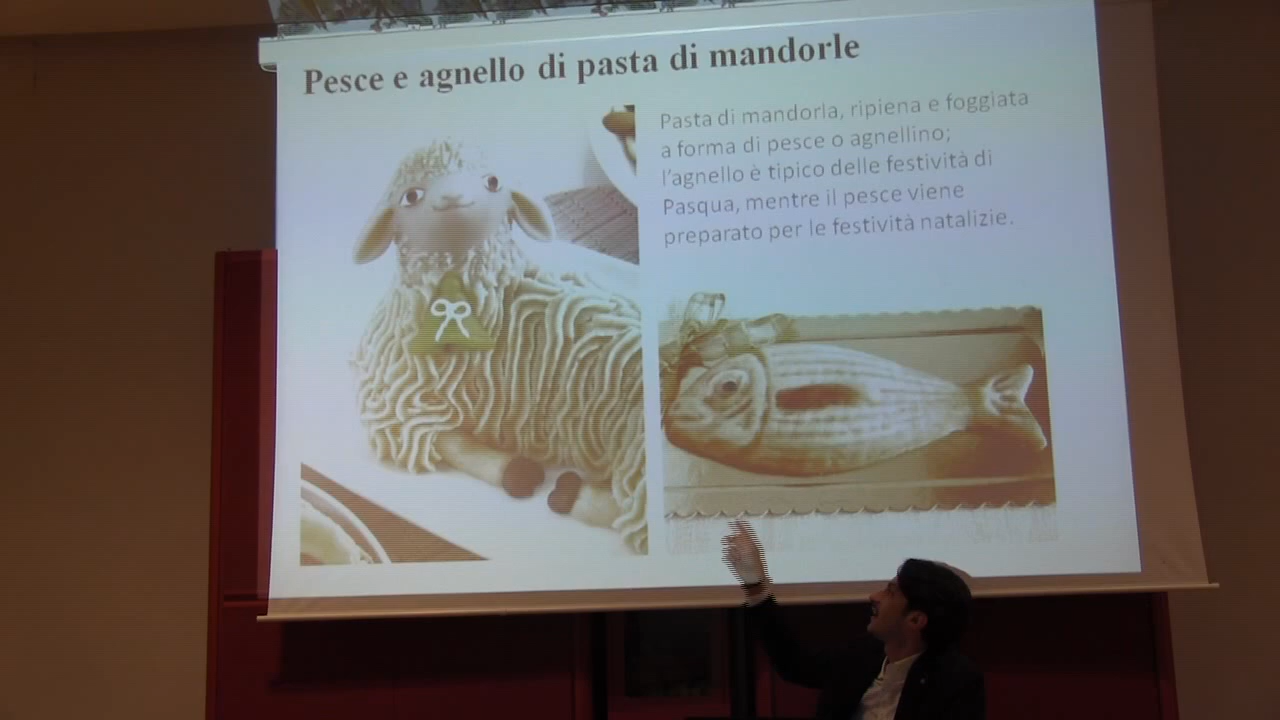 Pesce e agnello di pasta di mandorle
Pasta di mandorla, ripiena e foggiata
a forma di pesce o agnellino;
l'agnello è tipico delle festività di
Pasqua, mentre il pesce viene
preparato per le festività natalizie.